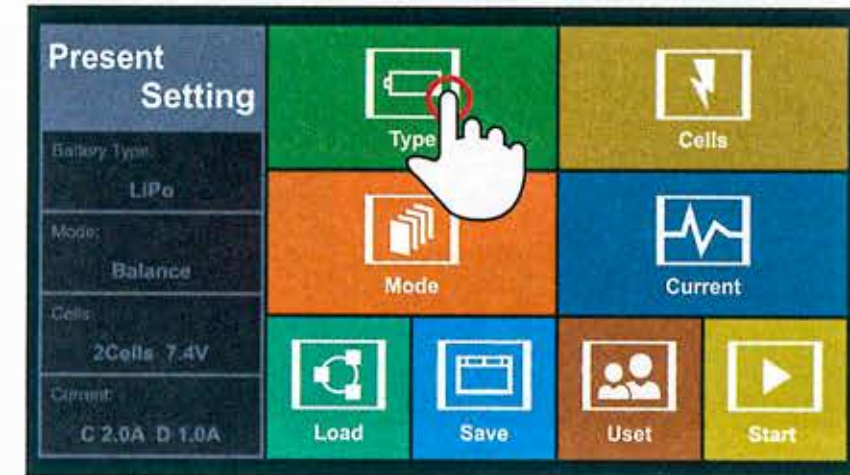 Present
Setting
Battery Type:
LiPo
Mode:
Balance
Cells:
2Cells 7.4V
Current:
C 2.0A D 1.0A
Type
Cells
Mode
Current
Load
Save
Uset
Start